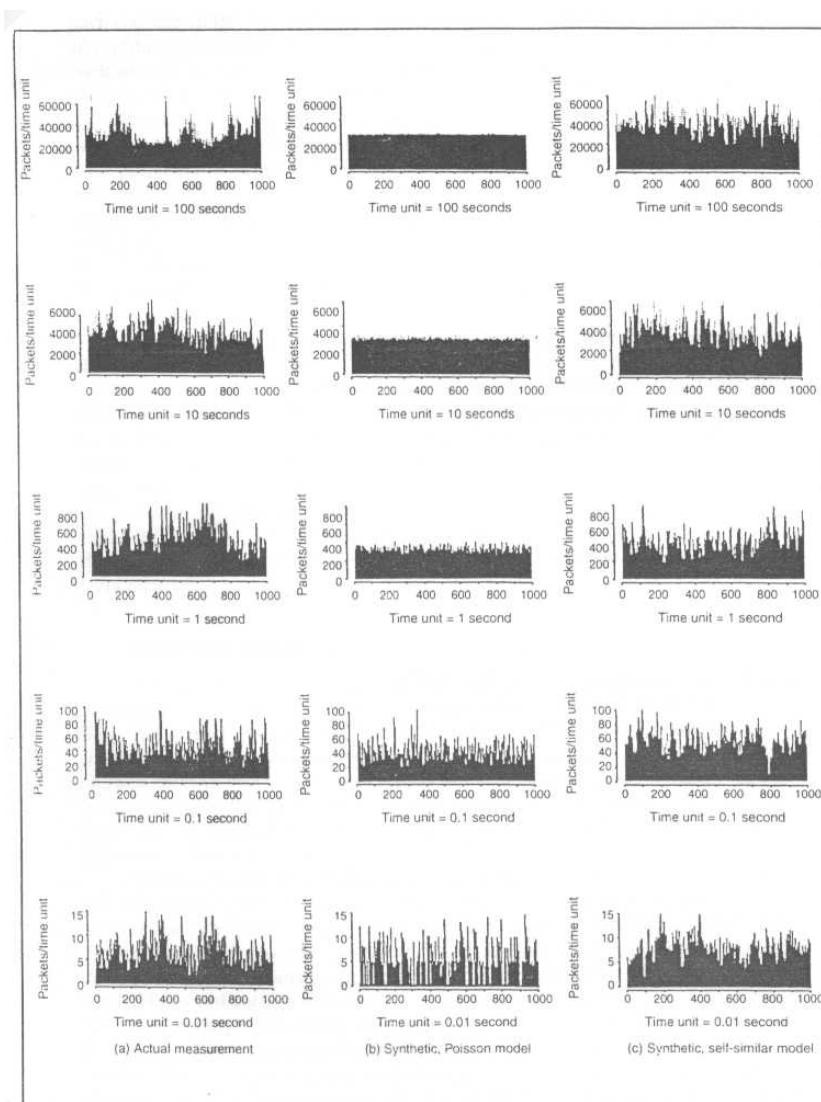 Packets/time unit
60000
40000
20000
0
0 200 400 600 800 1000
Time unit = 100 seconds
Packets/time unit
60000
40000
20000
0
0 200 400 600 800 1000
Time unit = 100 seconds
Packets/time unit
60000
40000
20000
0
0 200 400 600 800 1000
Time unit = 100 seconds
Packets/time unit
6000
4000
2000
0
0 200 400 600 800 1000
Time unit = 10 seconds
Packets/time unit
6000
4000
2000
0
0 200 400 600 800 1000
Time unit = 10 seconds
Packets/time unit
6000
4000
2000
0
0 200 400 600 800 1000
Time unit = 10 seconds
Packets/time unit
800
600
400
200
0
0 200 400 600 800 1000
Time unit = 1 second
Packets/time unit
800
600
400
200
0
0 200 400 600 800 1000
Time unit = 1 second
Packets/time unit
800
600
400
200
0
0 200 400 600 800 1000
Time unit = 1 second
Packets/time unit
100
80
60
40
20
0
0 200 400 600 800 1000
Time unit = 0.1 second
Packets/time unit
100
80
60
40
20
0
0 200 400 600 800 1000
Time unit = 0.1 second
Packets/time unit
100
80
60
40
20
0
0 200 400 600 800 1000
Time unit = 0.1 second
Packets/time unit
15
10
5
0
0 200 400 600 800 1000
Time unit = 0.01 second
(a) Actual measurement
Packets/time unit
15
10
5
0
0 200 400 600 800 1000
Time unit = 0.01 second
(b) Synthetic, Poisson model
Packets/time unit
15
10
5
0
0 200 400 600 800 1000
Time unit = 0.01 second
(c) Synthetic, self-similar model